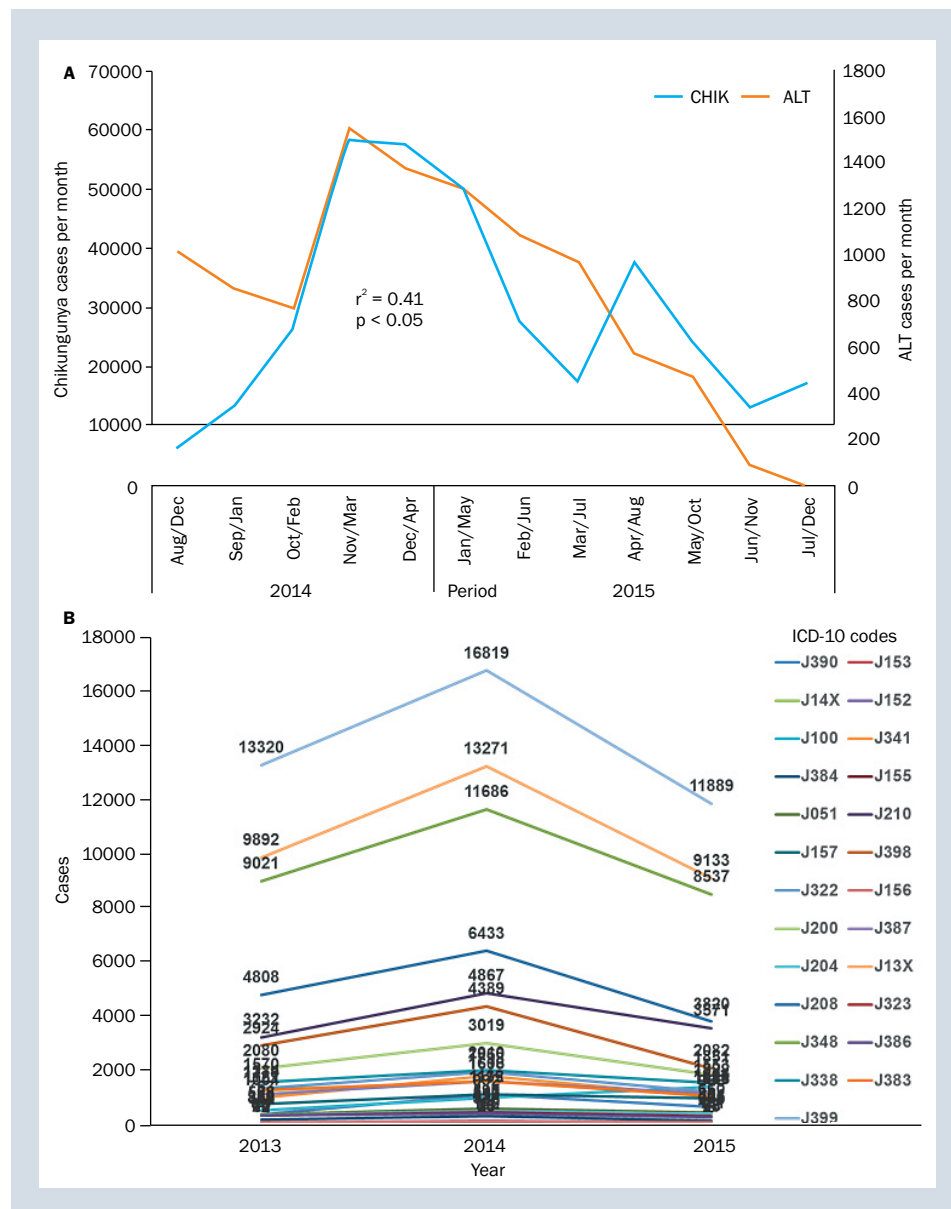 A
70000
60000
50000
40000
30000
20000
10000
0
Chikungunya cases per month
1800
1600
1400
1200
1000
800
600
400
200
0
ALT cases per month
CHIK ALT
r² = 0.41
p < 0.05
Aug/Dec
Sep/Jan
Oct/Feb
Nov/Mar
Dec/Apr
Jan/May
Feb/Jun
Mar/Jul
Apr/Aug
May/Oct
Jun/Nov
Jul/Dec
2014 Period 2015
B
18000
16000
14000
12000
10000
8000
6000
4000
2000
0
Cases
16819
13320
13271
11889
11686
9892
9133
9021
8537
6433
4808
4867
4389
3820
3571
3232
2924
3019
2080
2082
1570
2013 2014 2015
Year
ICD-10 codes
J390 J153
J14X J152
J100 J341
J384 J155
J051 J210
J157 J398
J322 J156
J200 J387
J204 J13X
J208 J323
J348 J386
J338 J383
J399